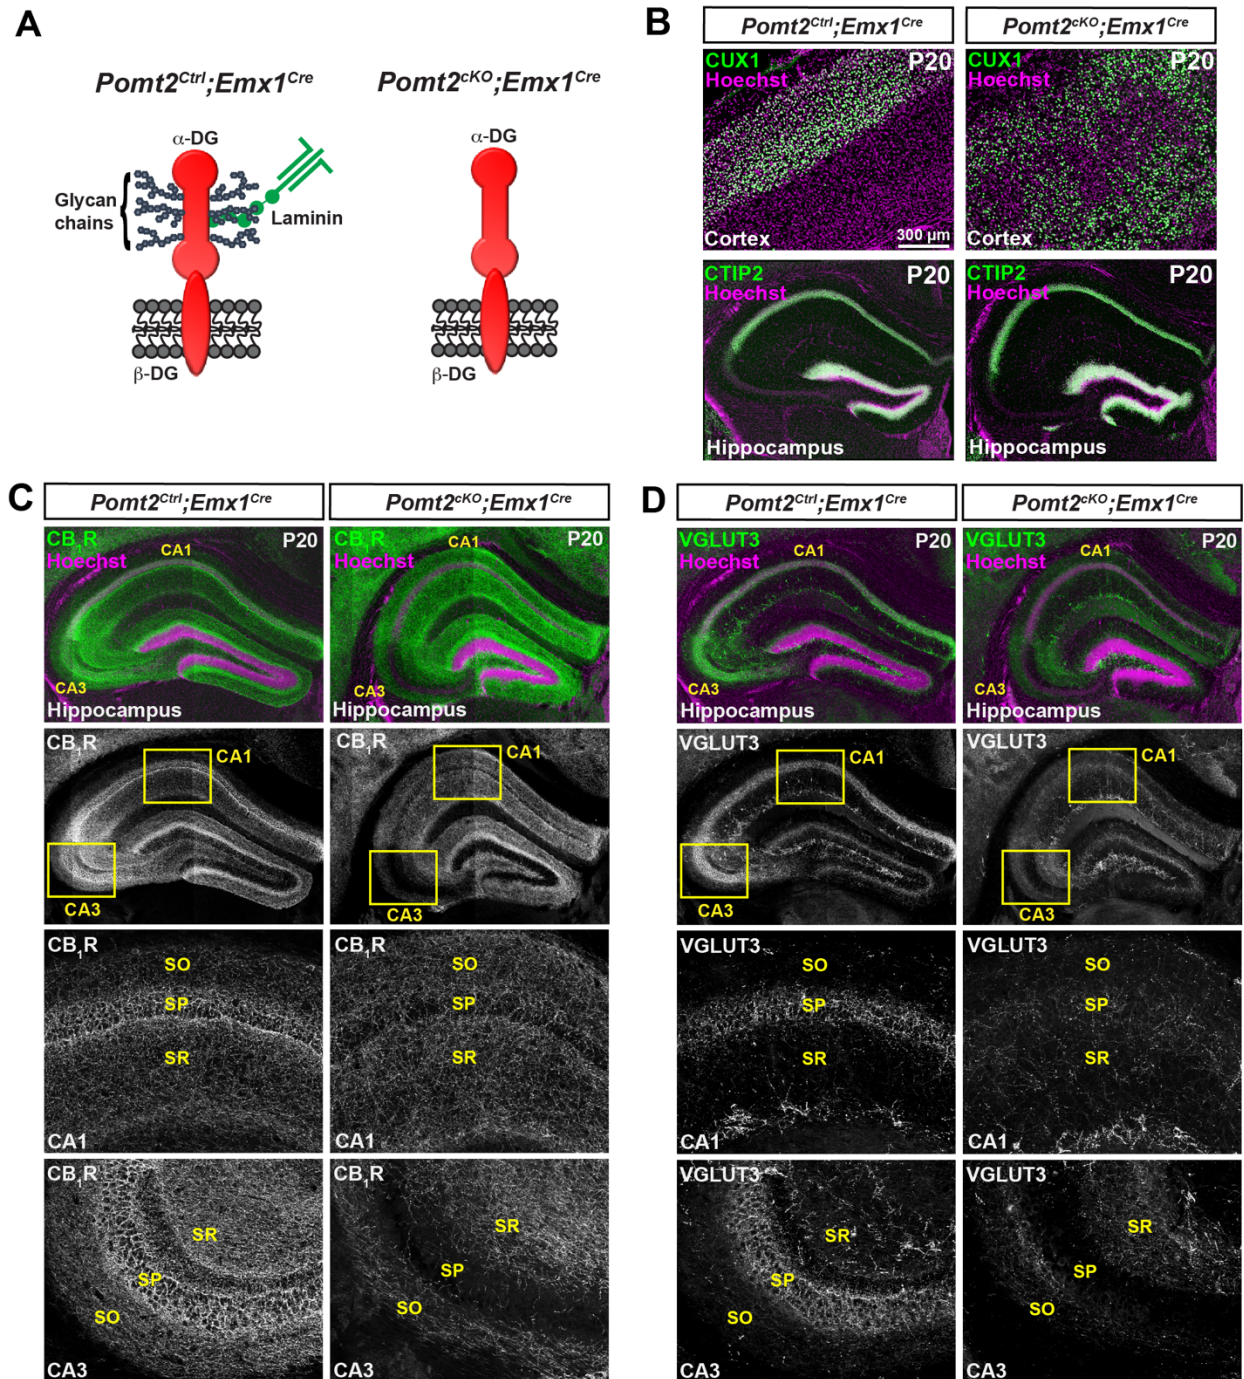 A
Pomt2Ctrl;Emx1Cre
Pomt2cKO;Emx1Cre
α-DG
α-DG
Glycan
chains
Laminin
β-DG
β-DG
B
Pomt2Ctrl;Emx1Cre
Pomt2cKO;Emx1Cre
CUX1
Hoechst
P20
Cortex
300 µm
CUX1
Hoechst
P20
Cortex
CTIP2
Hoechst
P20
Hippocampus
CTIP2
Hoechst
P20
Hippocampus
C
Pomt2Ctrl;Emx1Cre
Pomt2cKO;Emx1Cre
CB1R
Hoechst
P20
CA1
CA3
Hippocampus
CB1R
Hoechst
P20
CA1
CA3
Hippocampus
CB1R
CA1
CA3
CB1R
CA1
CA3
CB1R
SO
SP
SR
CA1
CB1R
SO
SP
SR
CA1
CB1R
SR
SP
SO
CA3
CB1R
SR
SP
SO
CA3
D
Pomt2Ctrl;Emx1Cre
Pomt2cKO;Emx1Cre
VGLUT3
Hoechst
P20
CA1
CA3
Hippocampus
VGLUT3
Hoechst
P20
CA1
CA3
Hippocampus
VGLUT3
CA1
CA3
VGLUT3
CA1
CA3
VGLUT3
SO
SP
SR
CA1
VGLUT3
SO
SP
SR
CA1
VGLUT3
SR
SP
SO
CA3
VGLUT3
SR
SP
SO
CA3